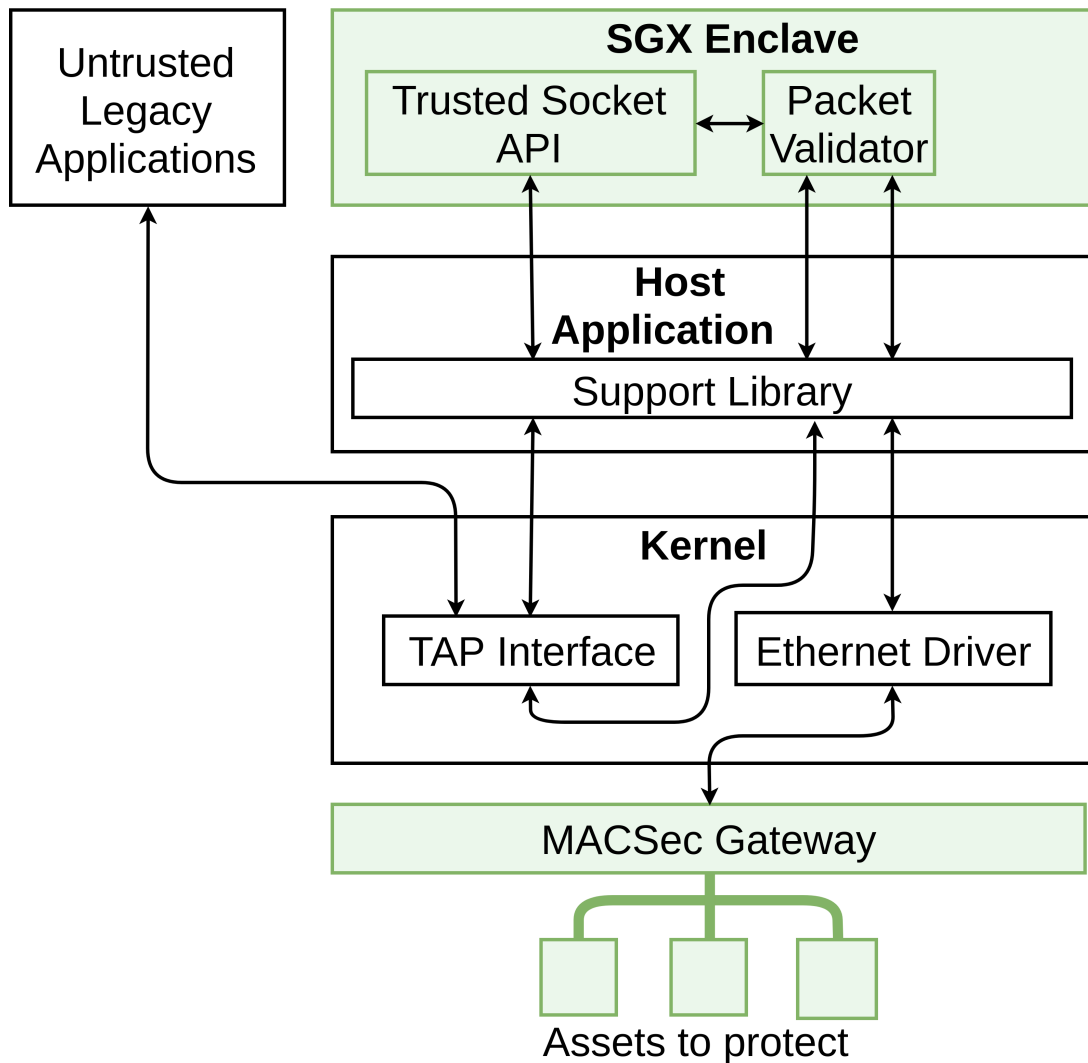 Untrusted
Legacy
Applications
SGX Enclave
Trusted Socket
API
Packet
Validator
Host
Application
Support Library
Kernel
TAP Interface
Ethernet Driver
MACSec Gateway
Assets to protect